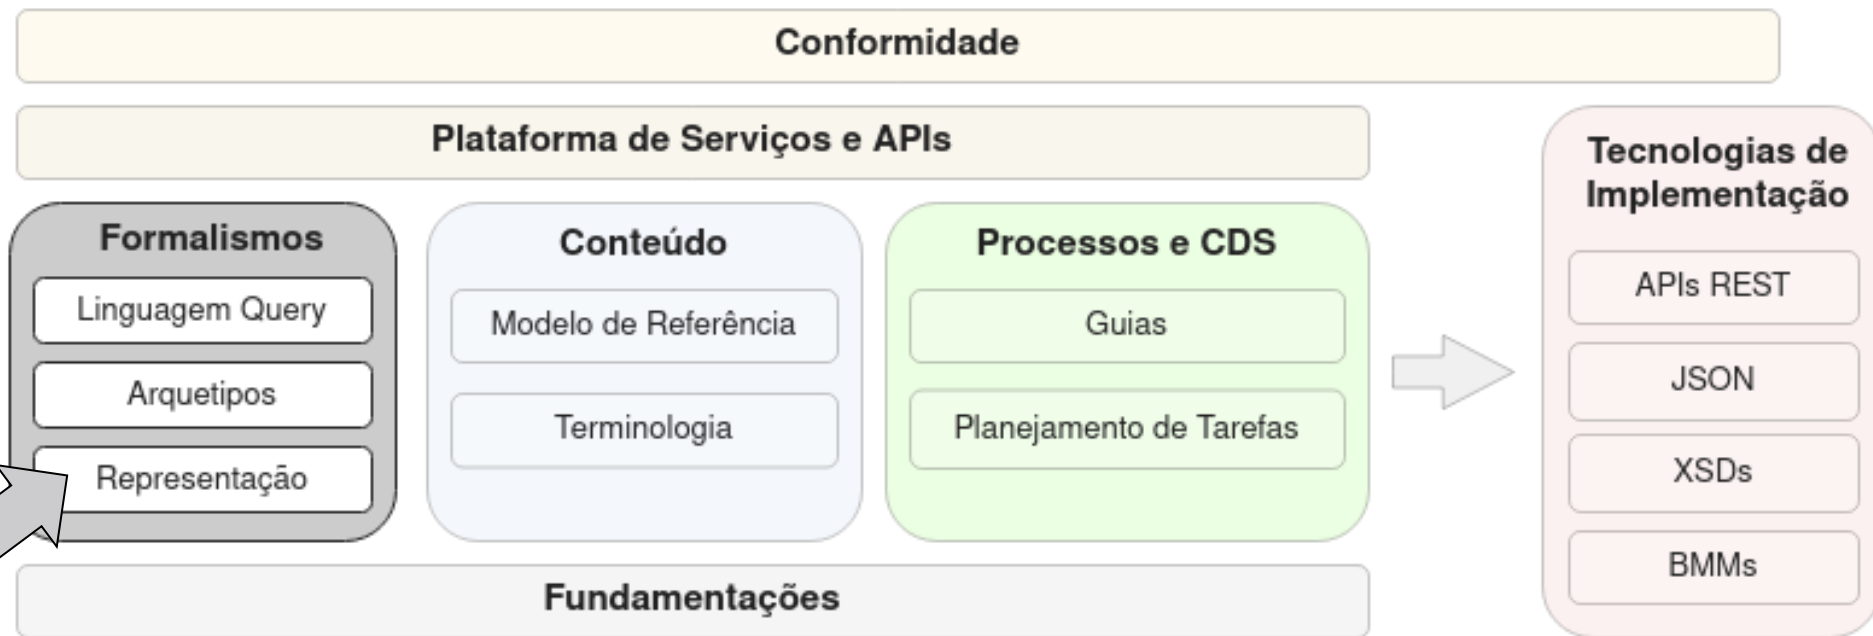 Conformidade
Plataforma de Serviços e APIs
Formalismos
Linguagem Query
Arquetipos
Representação
Conteúdo
Modelo de Referência
Terminologia
Processos e CDS
Guias
Planejamento de Tarefas
Fundamentações
Tecnologias de
Implementação
APIs REST
JSON
XSDs
BMMs